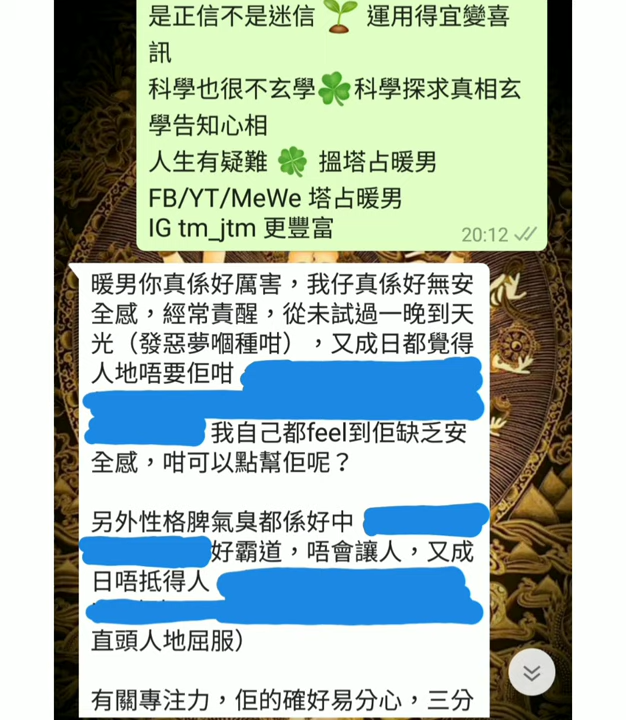 是正信不是迷信🌱 運用得宜變喜
訊
科學也很不玄學🍀科學探求真相玄
學告知心相
人生有疑難 🍀 搵塔占暖男
FB/YT/MeWe 塔占暖男
IG tm_jtm 更豐富
20:12
暖男你真係好厲害，我仔真係好無安
全感，經常責醒，從未試過一晚到天
光（發惡夢嗰種咁），又成日都覺得
人地唔要佢咁
我自己都feel到佢缺乏安
全感，咁可以點幫佢呢？
另外性格脾氣臭都係好中
好霸道，唔會讓人，又成
日唔抵得人
直頭人地屈服）
有關專注力，佢的確好易分心，三分